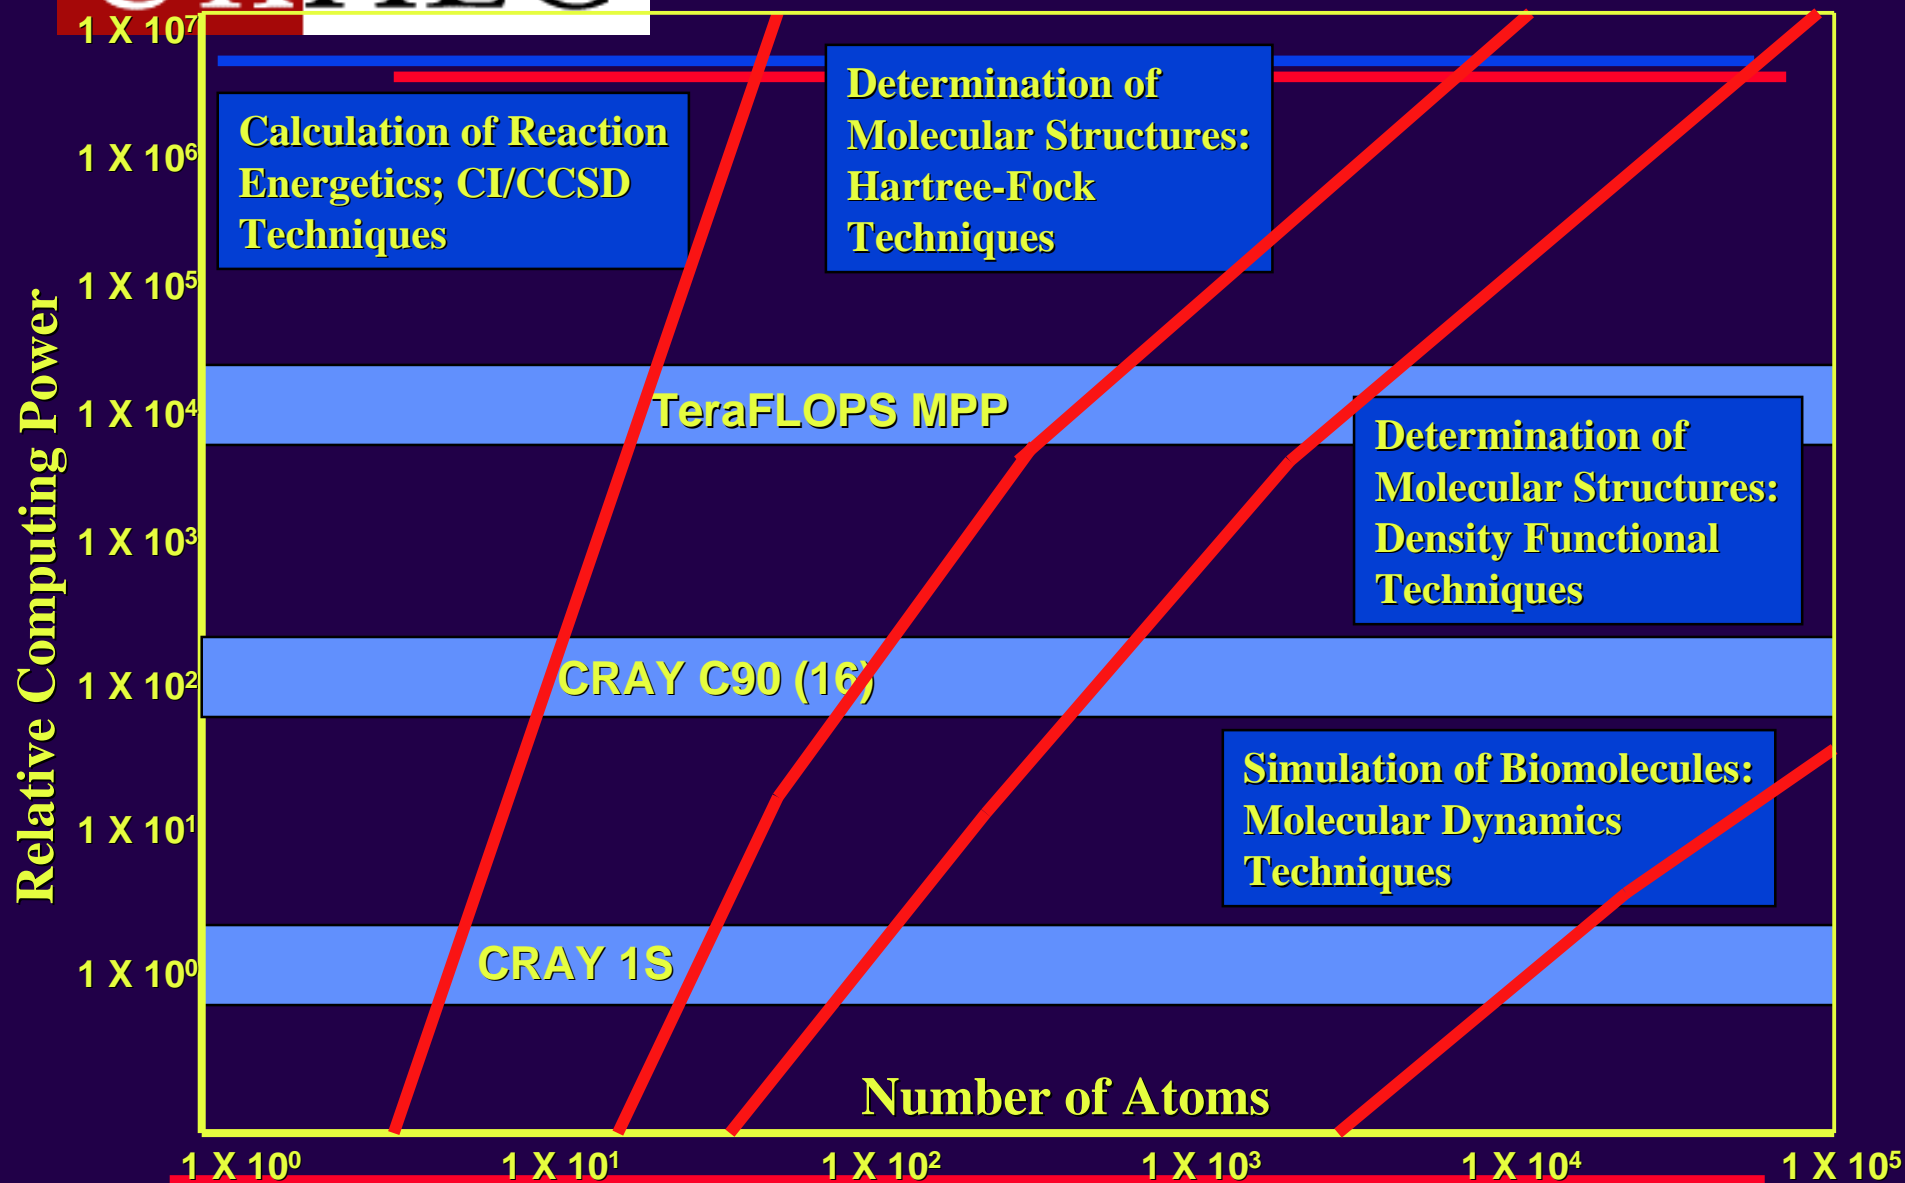 1 X 10⁷
Determination of
Molecular Structures:
Hartree-Fock
Techniques
Calculation of Reaction
Energetics; CI/CCSD
Techniques
1 X 10⁶
1 X 10⁵
TeraFLOPS MPP
1 X 10⁴
Determination of
Molecular Structures:
Density Functional
Techniques
Relative Computing Power
1 X 10³
CRAY C90 (16)
1 X 10²
Simulation of Biomolecules:
Molecular Dynamics
Techniques
1 X 10¹
CRAY 1S
1 X 10⁰
Number of Atoms
1 X 10⁰
1 X 10¹
1 X 10²
1 X 10³
1 X 10⁴
1 X 10⁵